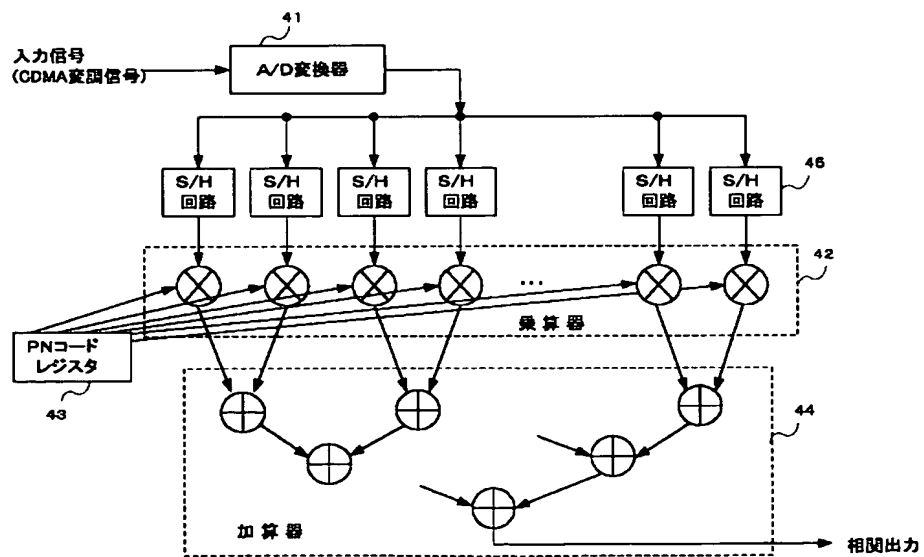 41
入力信号
(CDMA変調信号)
A/D変換器
S/H
回路
S/H
回路
S/H
回路
S/H
回路
S/H
回路
S/H
回路
46
42
...
乗算器
PNコード
レジスタ
43
44
加算器
相関出力